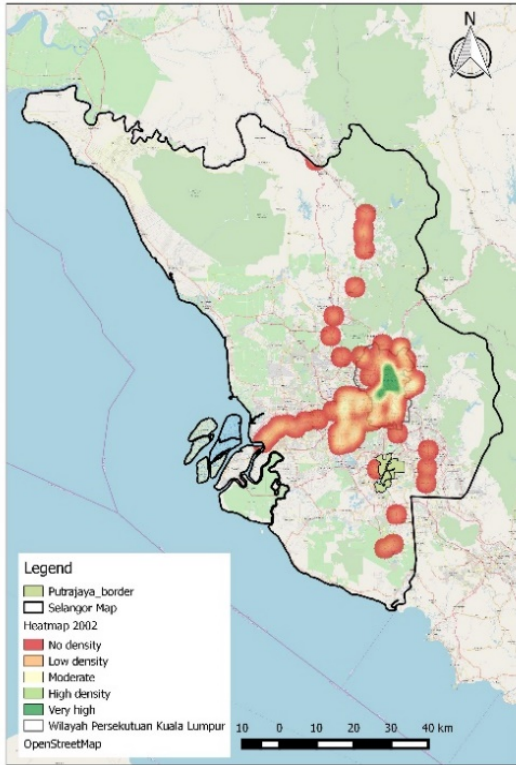 N
Legend
Putrajaya_border
Selangor Map
Heatmap 2002
No density
Low density
Moderate
High density
Very high
Wilayah Persekutuan Kuala Lumpur
OpenStreetMap
10 0 10 20 30 40 km